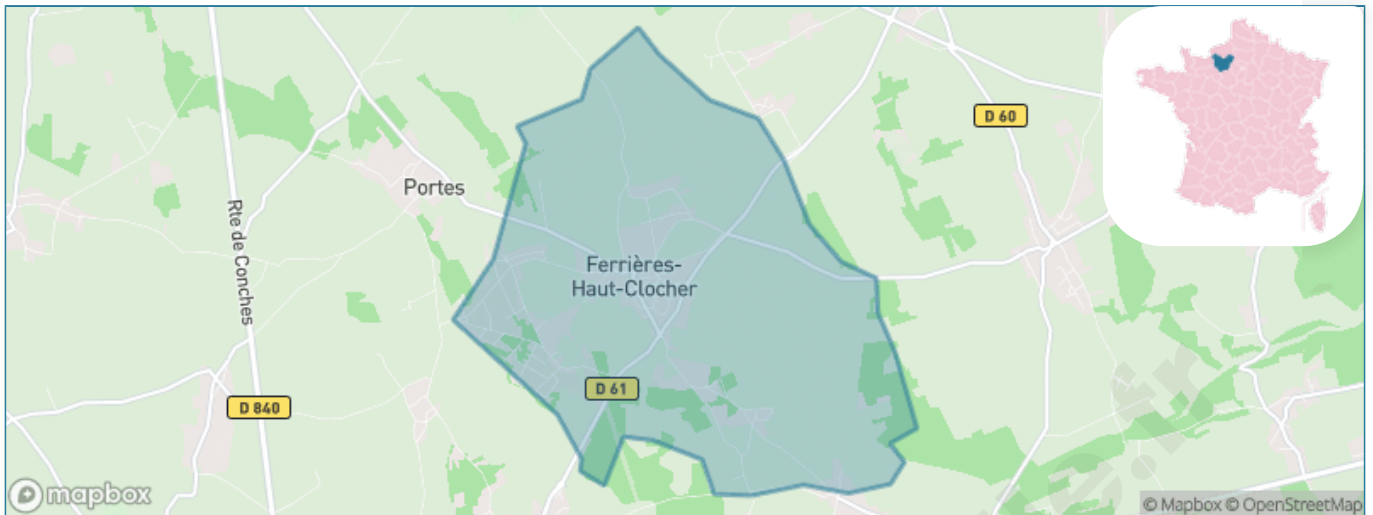 D 60
Portes
Rte de Conches
Ferrières-
Haut-Clocher
D 61
D 840
mapbox
© Mapbox © OpenStreetMap